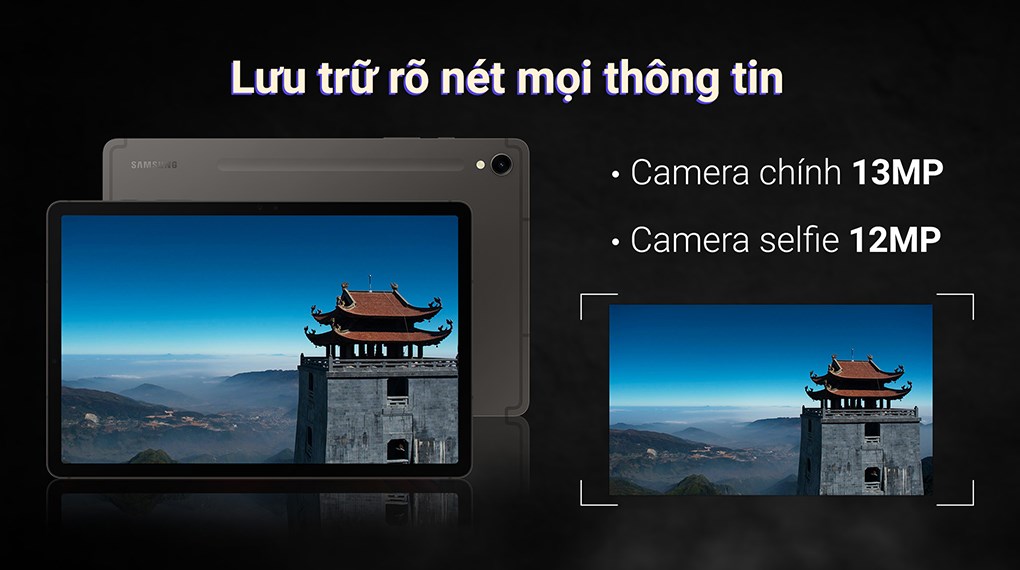 Lưu trữ rõ nét mọi thông tin
SAMSUNG
• Camera chính 13MP
• Camera selfie 12MP